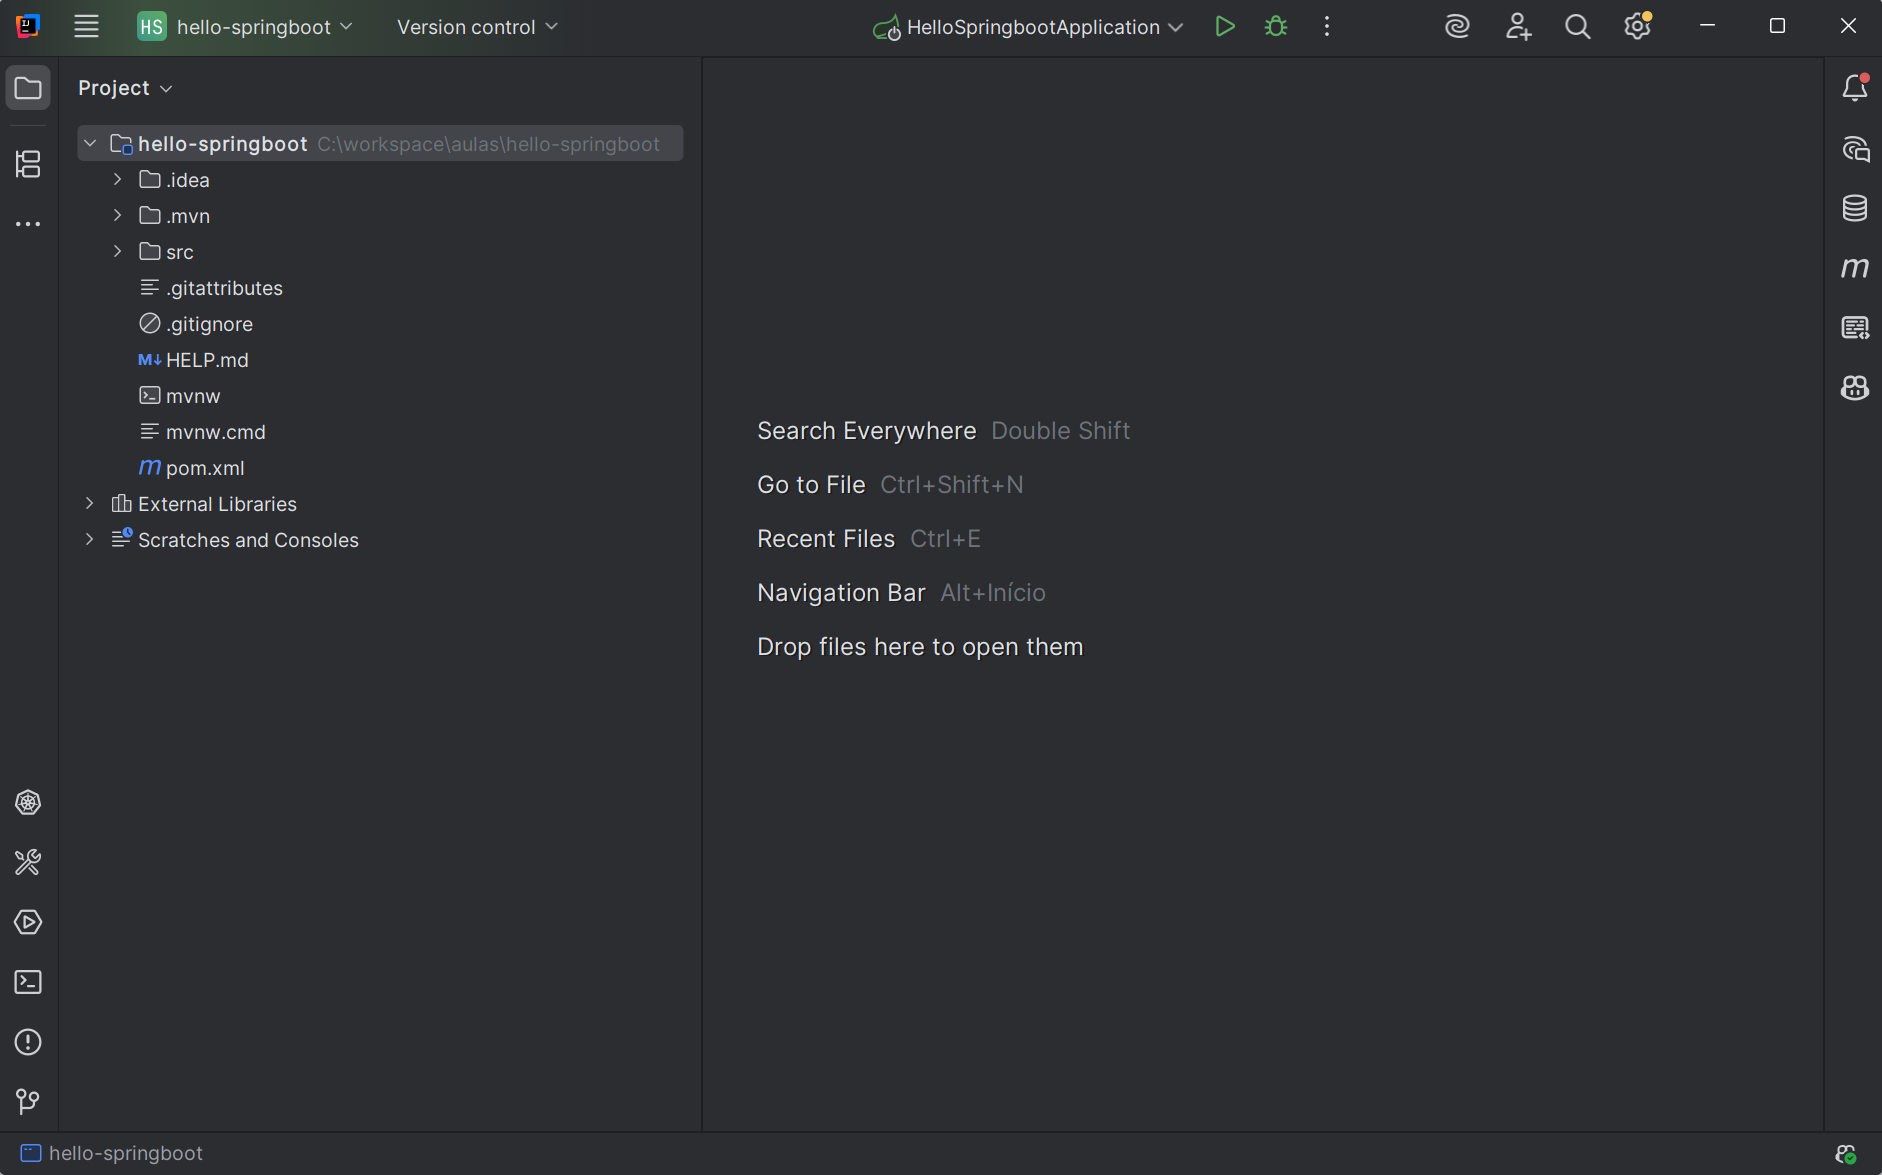 HS hello-springboot Version control HelloSpringbootApplication
Project
hello-springboot C:\workspace\aulas\hello-springboot
.idea
.mvn
src
.gitattributes
.gitignore
M↓ HELP.md
mvnw
mvnw.cmd
m pom.xml
External Libraries
Scratches and Consoles
Search Everywhere Double Shift
Go to File Ctrl+Shift+N
Recent Files Ctrl+E
Navigation Bar Alt+Início
Drop files here to open them
m
hello-springboot